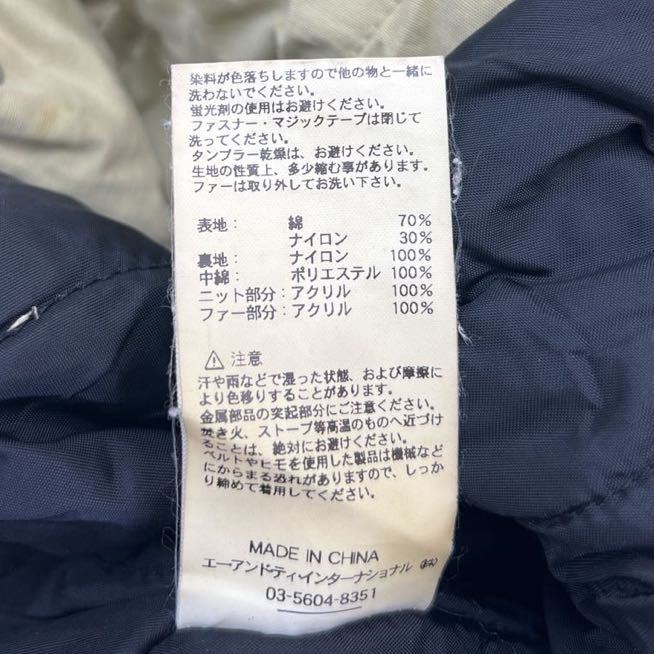 染料が色落ちしますので他の物と一緒に
洗わないでください。
蛍光剤の使用はお避けください。
ファスナー・マジックテープは閉じて
洗ってください。
タンブラー乾燥は、お避けください。
生地の性質上、多少縮む事があります。
ファーは取り外してお洗い下さい。
表地： 綿 70%
ナイロン 30%
裏地： ナイロン 100%
中綿： ポリエステル 100%
ニット部分：アクリル 100%
ファー部分：アクリル 100%
⚠ 注意
汗や雨などで湿った状態、および摩擦に
より色移りすることがあります。
金属部品の突起部分にご注意ください。
焚き火、ストーブ等高温のものへ近づけ
ることは、絶対にお避けください。
ベルトやヒモを使用した製品は機械など
にからまる恐れがありますので、しっか
り締めて着用してください。
MADE IN CHINA
エーアンドティインターナショナル ㈱
03-5604-8351